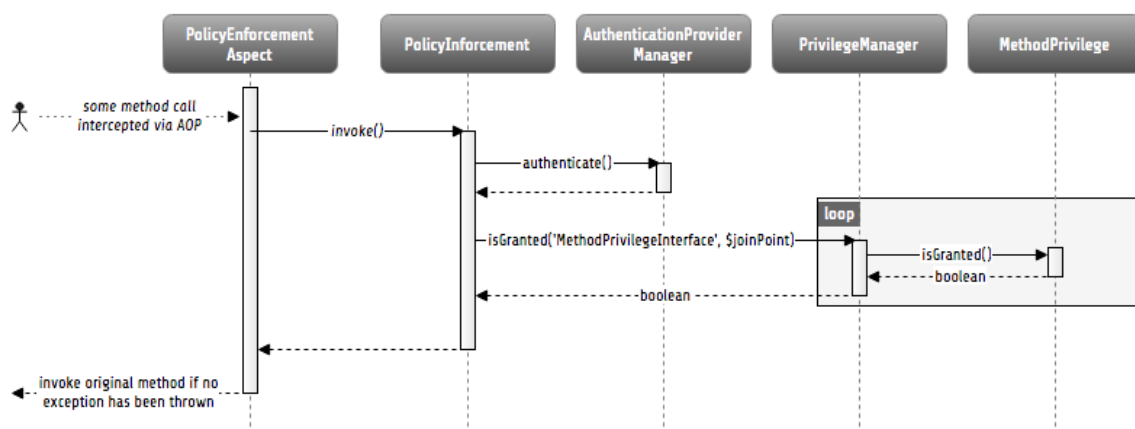 PolicyEnforcement
Aspect
PolicyInforcement
AuthenticationProvider
Manager
PrivilegeManager
MethodPrivilege
some method call
intercepted via AOP
invoke()
authenticate()
loop
isGranted('MethodPrivilegeInterface', $joinPoint)
isGranted()
boolean
boolean
invoke original method if no
exception has been thrown